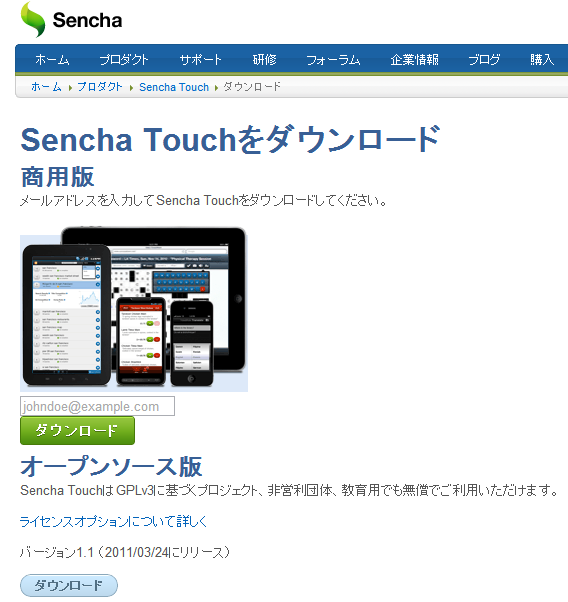 Sencha
ホーム プロダクト サポート 研修 フォーラム 企業情報 ブログ 購入
ホーム プロダクト Sencha Touch ダウンロード
Sencha Touchをダウンロード
商用版
メールアドレスを入力してSencha Touchをダウンロードしてください。
johndoe@example.com
ダウンロード
オープンソース版
Sencha TouchはGPLv3に基づくプロジェクト、非営利団体、教育用でも無償でご利用いただけます。
ライセンスオプションについて詳しく
バージョン1.1（2011/03/24にリリース）
ダウンロード